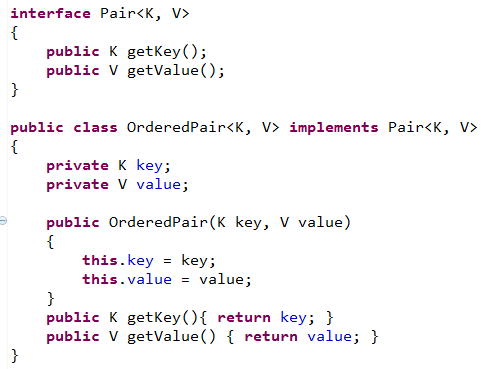 interface Pair<K, V>
{
    public K getKey();
    public V getValue();
}

public class OrderedPair<K, V> implements Pair<K, V>
{
    private K key;
    private V value;

    public OrderedPair(K key, V value)
    {
        this.key = key;
        this.value = value;
    }
    public K getKey(){ return key; }
    public V getValue() { return value; }
}